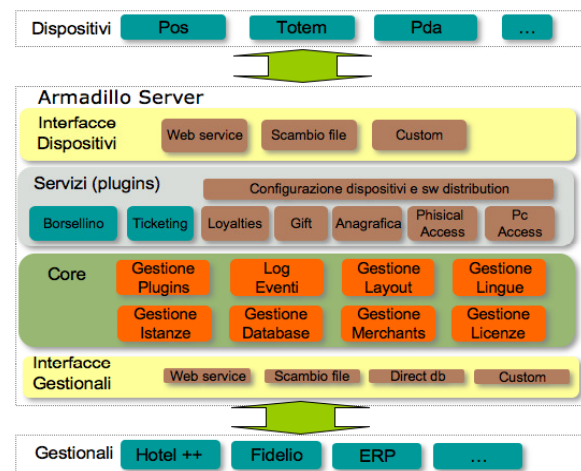 Dispositivi Pos Totem Pda ...
Armadillo Server
Interfacce
Dispositivi
Web service Scambio file Custom
Servizi (plugins)
Configurazione dispositivi e sw distribution
Borsellino Ticketing Loyalties Gift Anagrafica
Phisical
Access
Pc
Access
Core
Gestione
Plugins
Log
Eventi
Gestione
Layout
Gestione
Lingue
Gestione
Istanze
Gestione
Database
Gestione
Merchants
Gestione
Licenze
Interfacce
Gestionali
Web service Scambio file Direct db Custom
Gestionali Hotel ++ Fidelio ERP ...